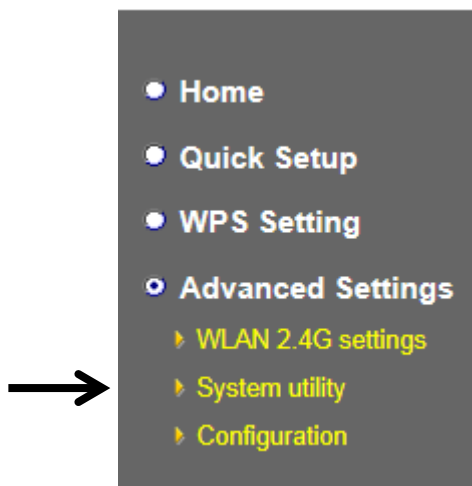 Home
Quick Setup
WPS Setting
Advanced Settings
WLAN 2.4G settings
System utility
Configuration